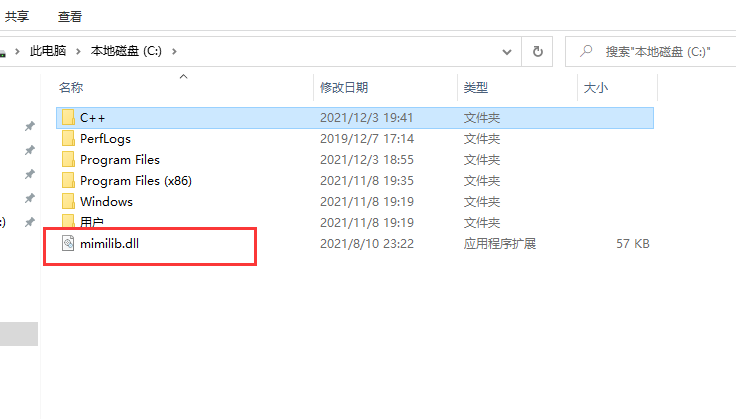 共享 查看
此电脑 › 本地磁盘 (C:) › 搜索"本地磁盘 (C:)"
名称 修改日期 类型 大小
C++ 2021/12/3 19:41 文件夹
PerfLogs 2019/12/7 17:14 文件夹
Program Files 2021/12/3 18:55 文件夹
Program Files (x86) 2021/11/8 19:35 文件夹
Windows 2021/11/8 19:19 文件夹
:) 用户 2021/11/8 19:19 文件夹
mimilib.dll 2021/8/10 23:22 应用程序扩展 57 KB